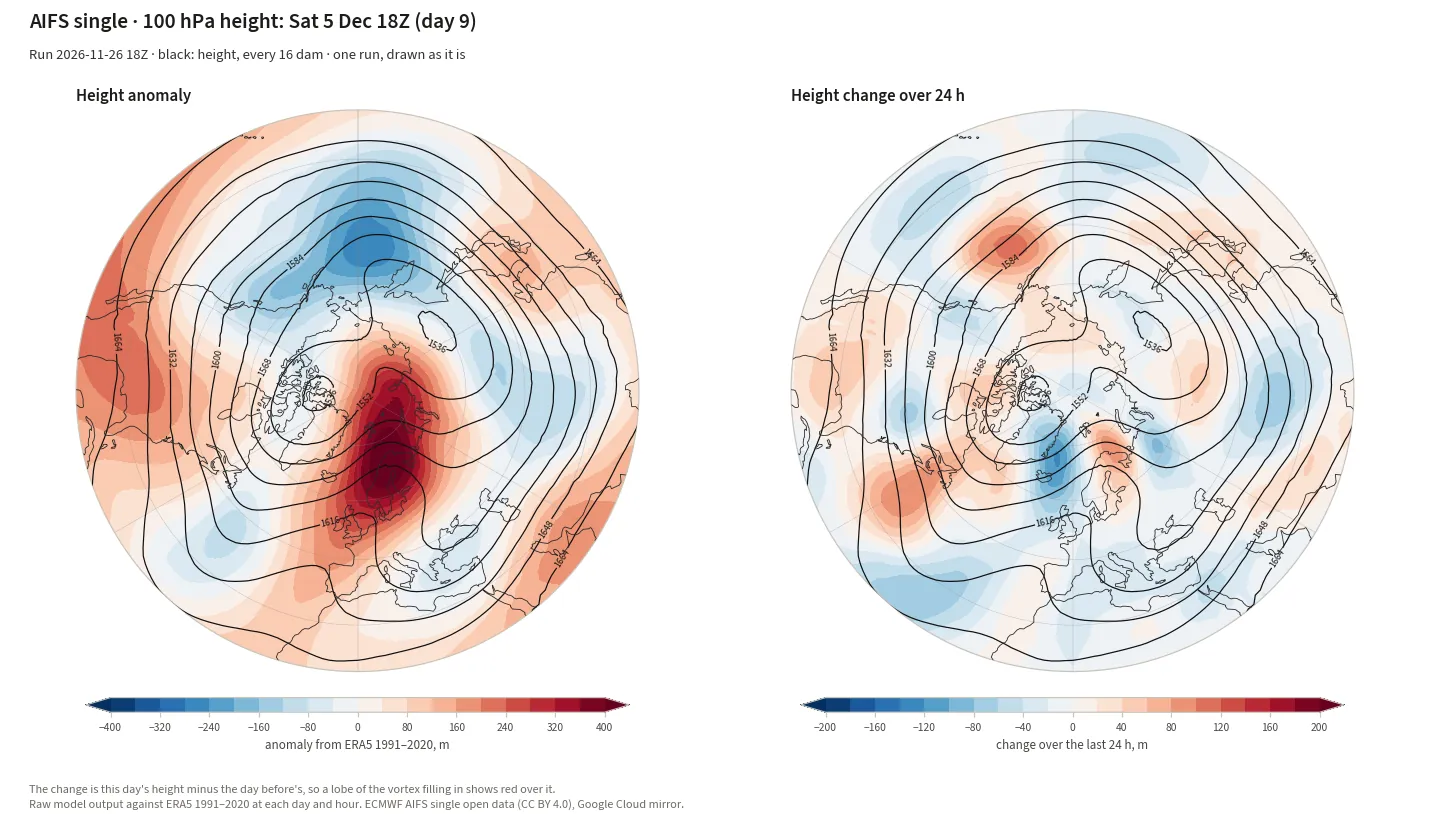 AIFS single · 100 hPa height: Sat 5 Dec 18Z (day 9)
Run 2026-11-26 18Z · black: height, every 16 dam · one run, drawn as it is
Height anomaly
Height change over 24 h
1584
1664
1664
1632
1600
1568
1536
1552
1616
1648
1664
1584
1664
1664
1632
1600
1568
1536
1552
1616
1648
1664
−400 −320 −240 −160 −80 0 80 160 240 320 400
anomaly from ERA5 1991–2020, m
−200 −160 −120 −80 −40 0 40 80 120 160 200
change over the last 24 h, m
The change is this day's height minus the day before's, so a lobe of the vortex filling in shows red over it.
Raw model output against ERA5 1991–2020 at each day and hour. ECMWF AIFS single open data (CC BY 4.0), Google Cloud mirror.